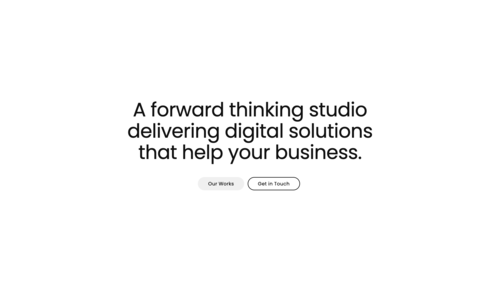 A forward thinking studio
delivering digital solutions
that help your business.
Our Works
Get in Touch